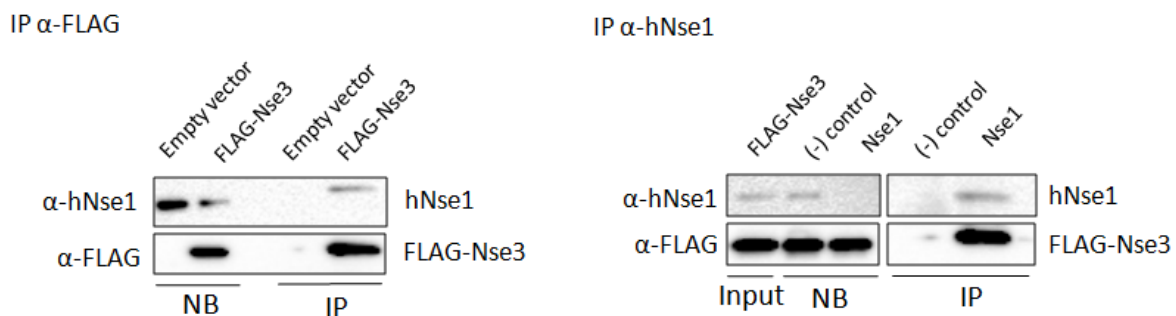 IP α-FLAG
Empty vector
FLAG-Nse3
Empty vector
FLAG-Nse3
α-hNse1
hNse1
α-FLAG
FLAG-Nse3
NB
IP
IP α-hNse1
FLAG-Nse3
(-) control
Nse1
(-) control
Nse1
α-hNse1
hNse1
α-FLAG
FLAG-Nse3
Input
NB
IP